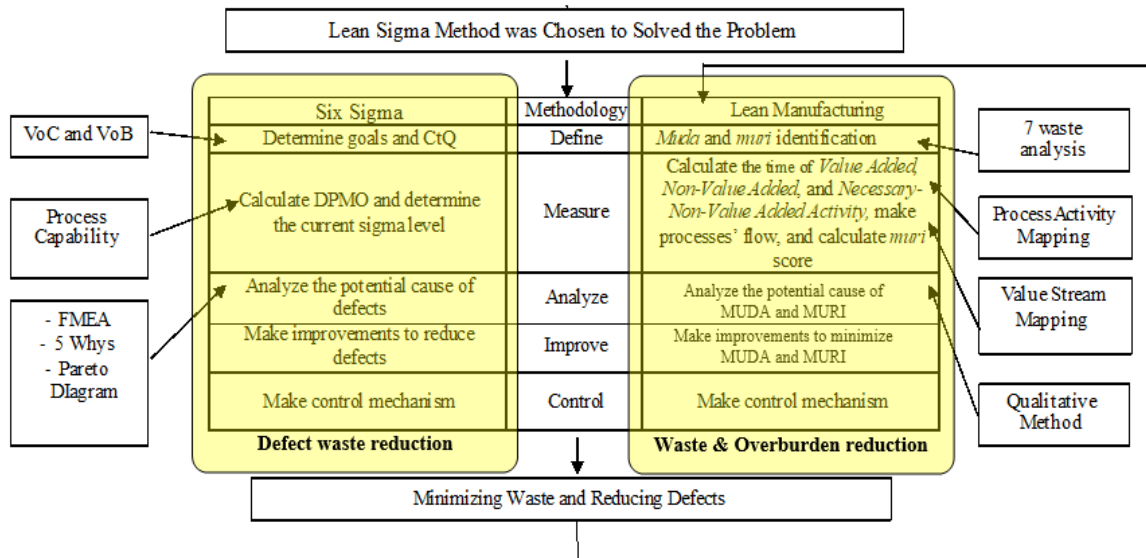 Lean Sigma Method was Chosen to Solved the Problem
Six Sigma
Methodology
Lean Manufacturing
VoC and VoB
Determine goals and CtQ
Define
Muda and muri identification
7 waste
analysis
Process
Capability
Calculate DPMO and determine
the current sigma level
Measure
Calculate the time of Value Added,
Non-Value Added, and Necessary-
Non-Value Added Activity, make
processes' flow, and calculate muri
score
Process Activity
Mapping
Value Stream
Mapping
- FMEA
- 5 Whys
- Pareto
DIagram
Analyze the potential cause of
defects
Analyze
Analyze the potential cause of
MUDA and MURI
Make improvements to reduce
defects
Improve
Make improvements to minimize
MUDA and MURI
Make control mechanism
Control
Make control mechanism
Qualitative
Method
Defect waste reduction
Waste & Overburden reduction
Minimizing Waste and Reducing Defects